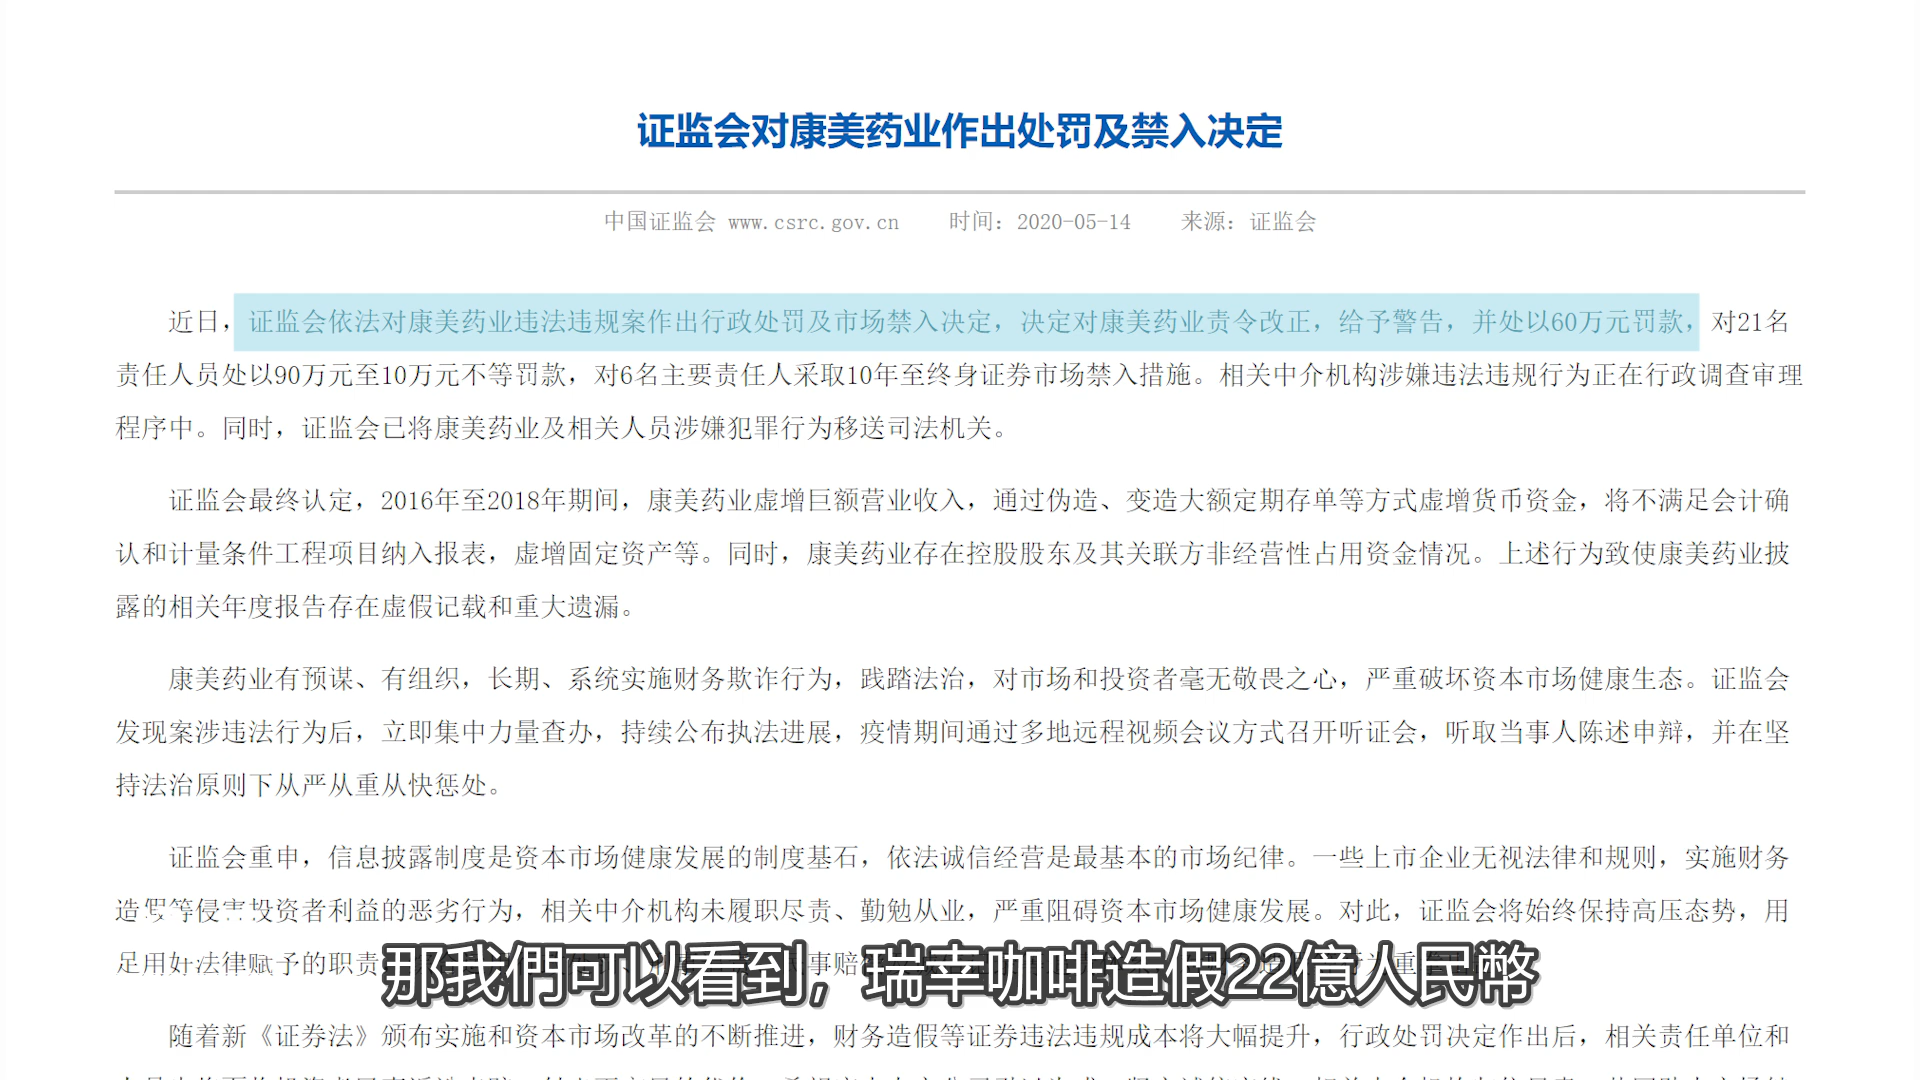 证监会对康美药业作出处罚及禁入决定
中国证监会 www.csrc.gov.cn 时间：2020-05-14 来源：证监会
近日，证监会依法对康美药业违法违规案作出行政处罚及市场禁入决定，决定对康美药业责令改正，给予警告，并处以60万元罚款，对21名
责任人员处以90万元至10万元不等罚款，对6名主要责任人采取10年至终身证券市场禁入措施。相关中介机构涉嫌违法违规行为正在行政调查审理
程序中。同时，证监会已将康美药业及相关人员涉嫌犯罪行为移送司法机关。
证监会最终认定，2016年至2018年期间，康美药业虚增巨额营业收入，通过伪造、变造大额定期存单等方式虚增货币资金，将不满足会计确
认和计量条件工程项目纳入报表，虚增固定资产等。同时，康美药业存在控股股东及其关联方非经营性占用资金情况。上述行为致使康美药业披
露的相关年度报告存在虚假记载和重大遗漏。
康美药业有预谋、有组织，长期、系统实施财务欺诈行为，践踏法治，对市场和投资者毫无敬畏之心，严重破坏资本市场健康生态。证监会
发现案涉违法行为后，立即集中力量查办，持续公布执法进展，疫情期间通过多地远程视频会议方式召开听证会，听取当事人陈述申辩，并在坚
持法治原则下从严从重从快惩处。
证监会重申，信息披露制度是资本市场健康发展的制度基石，依法诚信经营是最基本的市场纪律。一些上市企业无视法律和规则，实施财务
造假等侵害投资者利益的恶劣行为，相关中介机构未履职尽责、勤勉从业，严重阻碍资本市场健康发展。对此，证监会将始终保持高压态势，用
足用好法律赋予的职责
那我們可以看到，瑞幸咖啡造假22億人民幣
随着新《证券法》颁布实施和资本市场改革的不断推进，财务造假等证券违法违规成本将大幅提升，行政处罚决定作出后，相关责任单位和